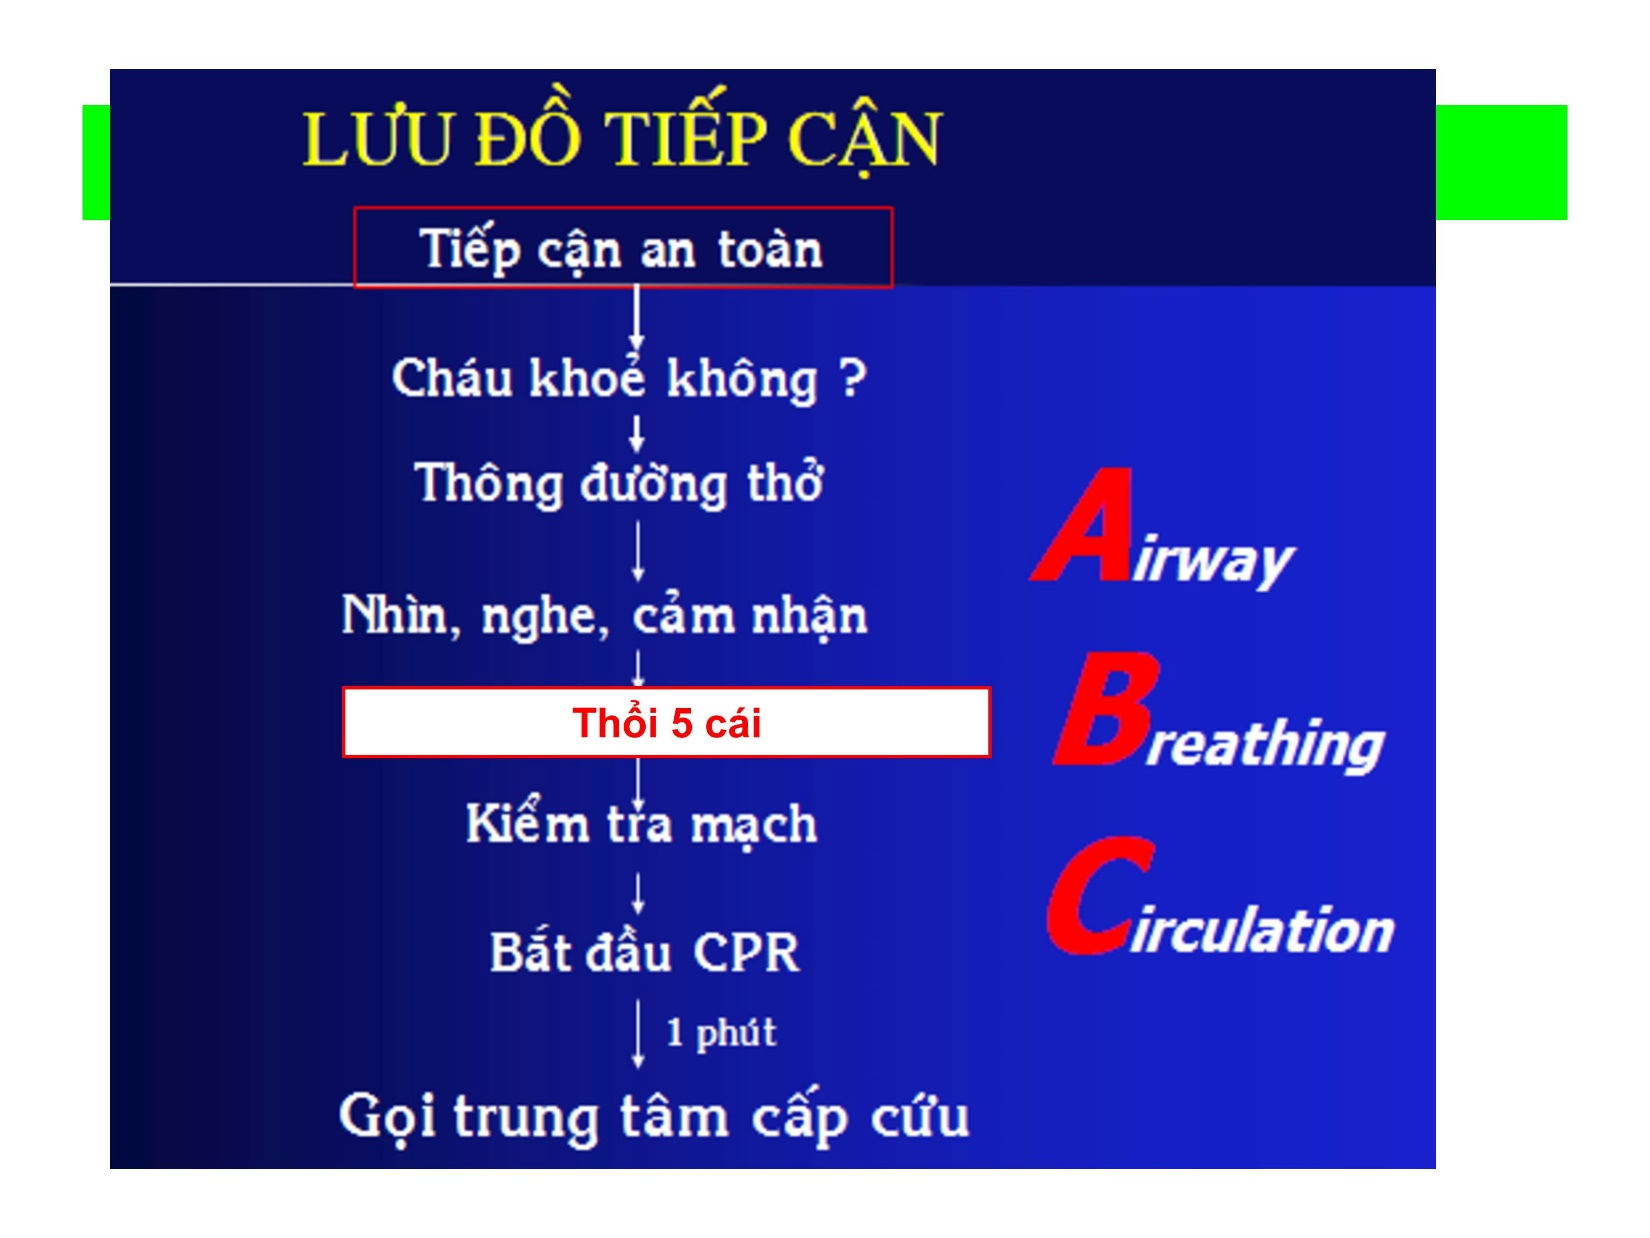 LƯU ĐỒ TIẾP CẬN
Tiếp cận an toàn
Cháu khoẻ không ?
Thông đường thở
Nhìn, nghe, cảm nhận
Thổi 5 cái
Kiểm tra mạch
Bắt đầu CPR
1 phút
Gọi trung tâm cấp cứu
Airway
Breathing
Circulation